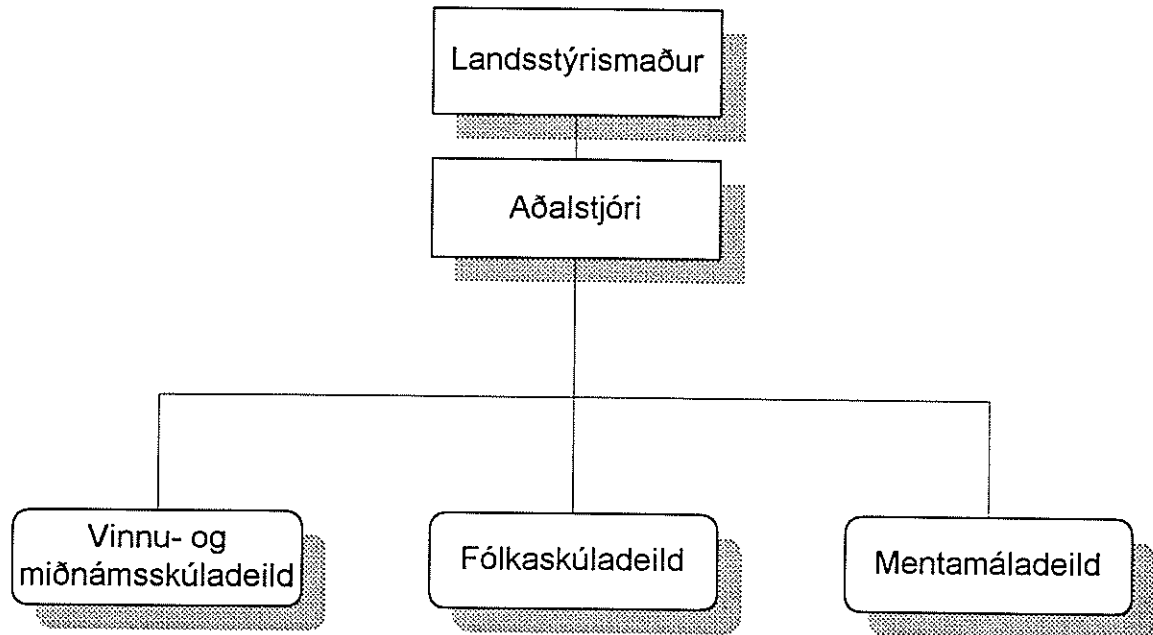 Landsstýrismaður
Aðalstjóri
Vinnu- og
miðnámsskúladeild
Fólkaskúladeild
Mentamáladeild